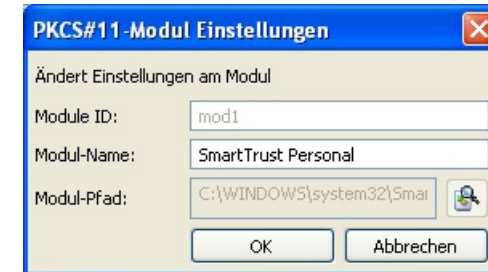 PKCS#11-Modul Einstellungen
Ändert Einstellungen am Modul
Module ID: mod1
Modul-Name: SmartTrust Personal
Modul-Pfad: C:\WINDOWS\system32\Smar
OK Abbrechen